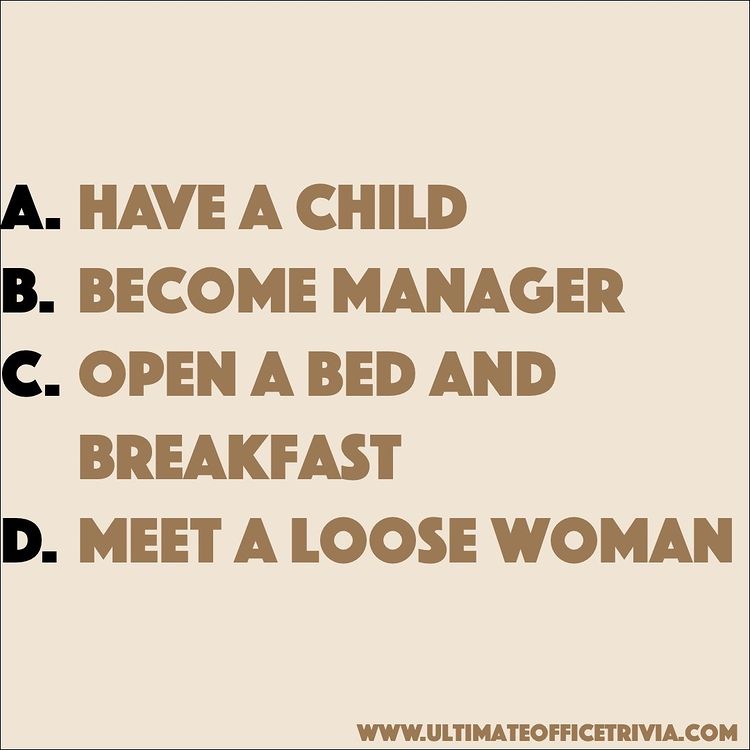 A. HAVE A CHILD
B. BECOME MANAGER
C. OPEN A BED AND
BREAKFAST
D. MEET A LOOSE WOMAN
WWW.ULTIMATEOFFICETRIVIA.COM